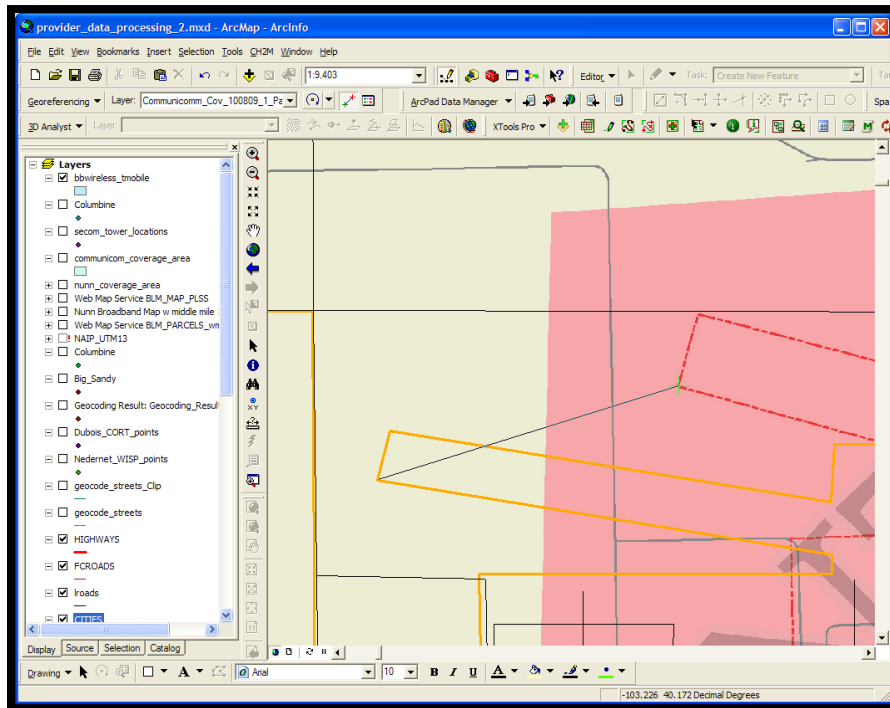 provider_data_processing_2.mxd - ArcMap - ArcInfo
File Edit View Bookmarks Insert Selection Tools CH2M Window Help
1:9,403 Editor Task: Create New Feature
Georeferencing Layer: Communicomm_Cov_100809_1_Pa ArcPad Data Manager Spa
3D Analyst Layer XTools Pro
Layers
bbwireless_tmobile
Columbine
secom_tower_locations
communicom_coverage_area
nunn_coverage_area
Web Map Service BLM_MAP_PLSS
Nunn Broadband Map w middle mile
Web Map Service BLM_PARCELS_wm
NAIP_UTM13
Columbine
Big_Sandy
Geocoding Result: Geocoding_Resul
Dubois_CORT_points
Nedernet_WISP_points
geocode_streets_Clip
geocode_streets
HIGHWAYS
FCROADS
lroads
CITIES
Display Source Selection Catalog
Drawing A Arial 10 B I U A
-103.226 40.172 Decimal Degrees